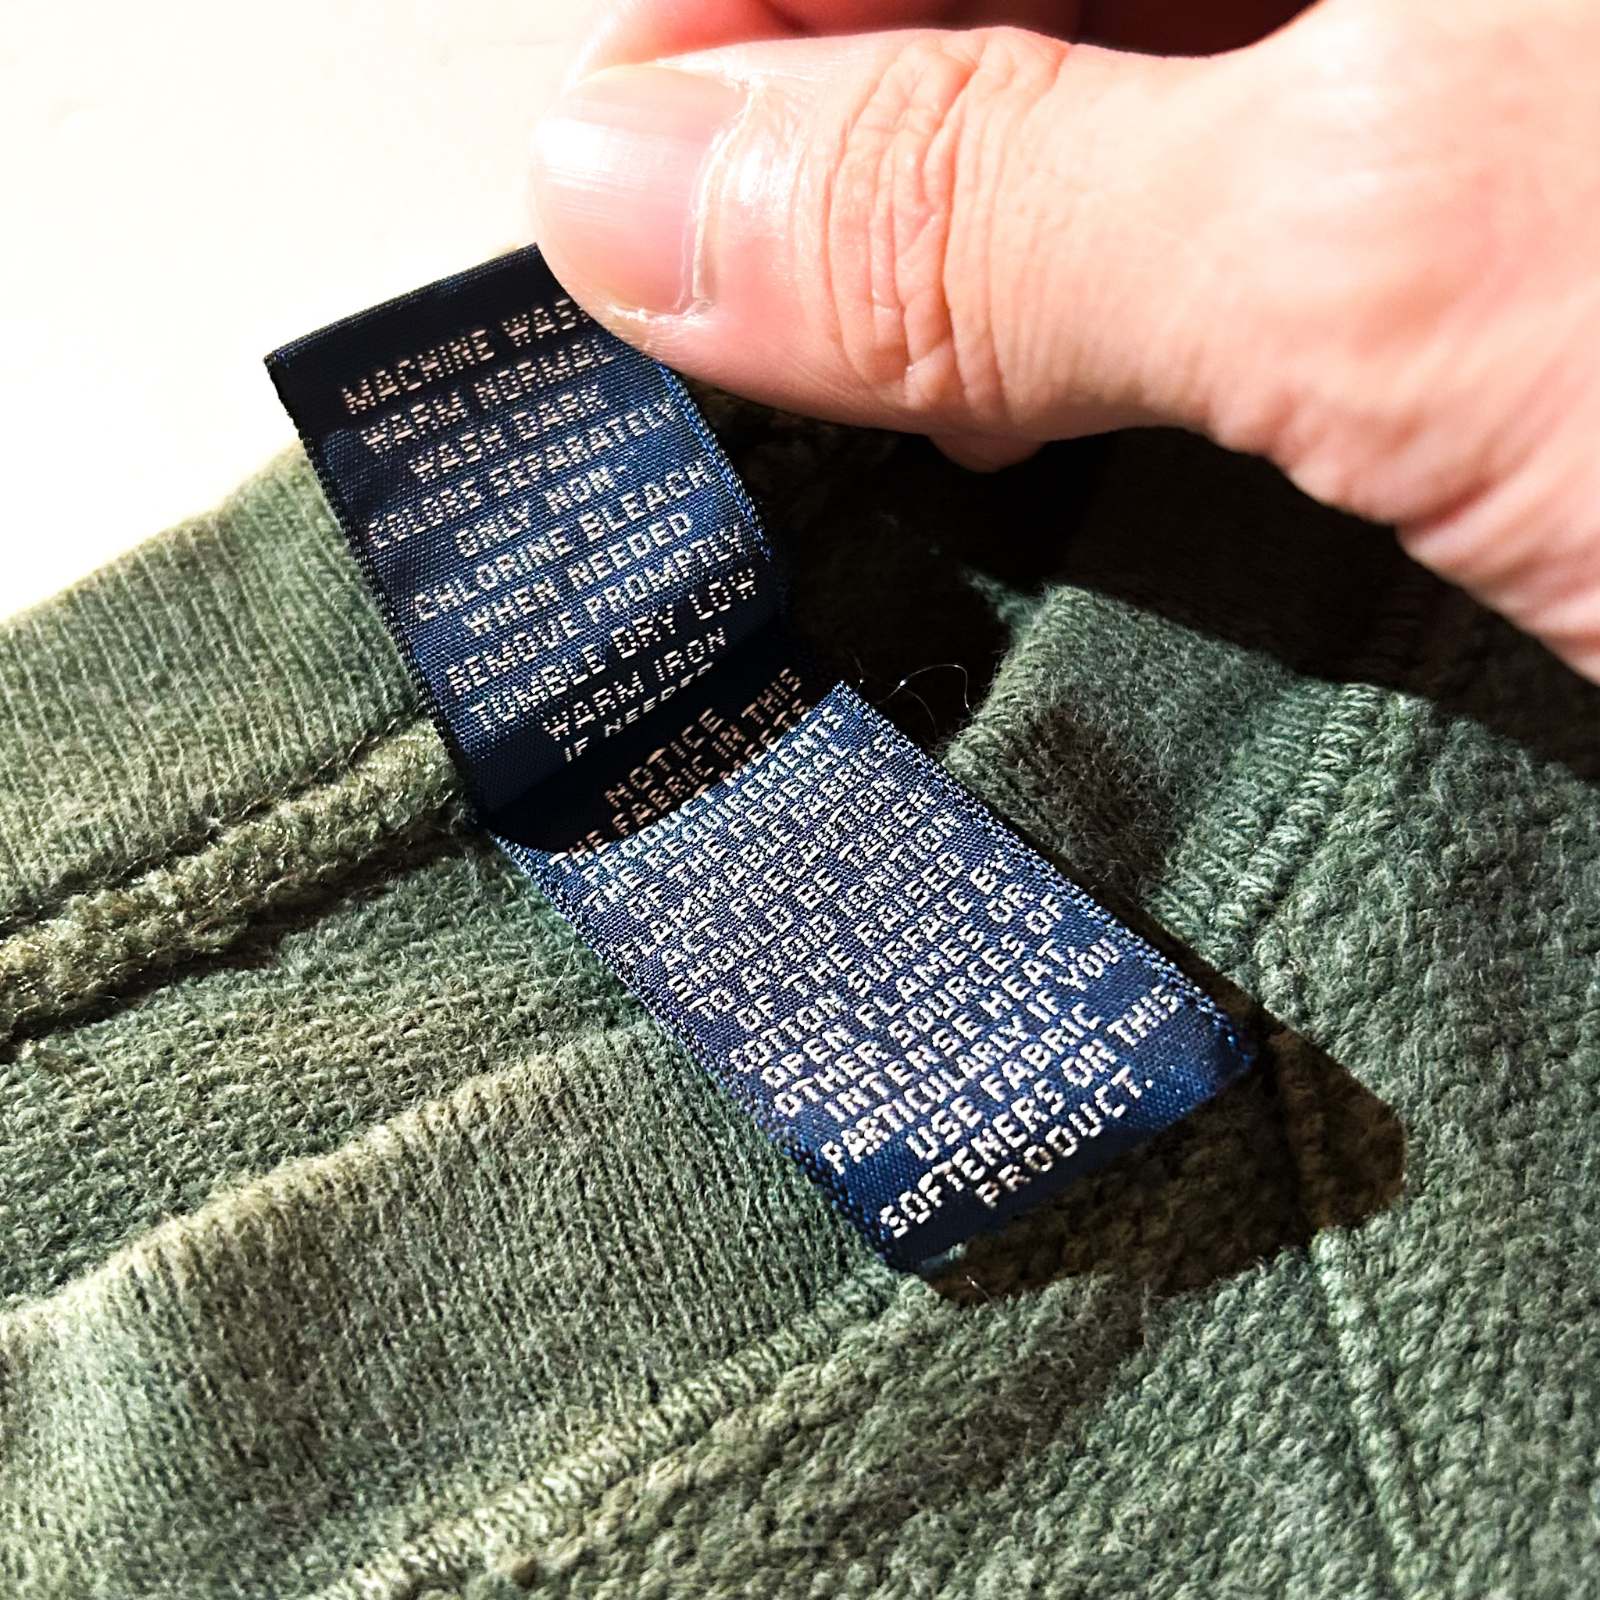 MACHINE WASH
WARM NORMAL
WASH DARK
COLORS SEPARATELY
ONLY NON-
CHLORINE BLEACH
WHEN NEEDED
REMOVE PROMPTLY
TUMBLE DRY LOW
WARM IRON
IF NEEDED
NOTICE
THE FABRIC IN THIS
PRODUCT
THE REQUIREMENTS
OF THE FEDERAL
FLAMMABLE FABRIC
ACT. PRECAUTION
SHOULD BE TAKEN
TO AVOID IGNITION
OF THE RAISED
COTTON SURFACE BY
OPEN FLAMES OR
OTHER SOURCES OF
INTENSE HEAT
PARTICULARLY IF YOU
USE FABRIC
SOFTENERS ON THIS
PRODUCT.